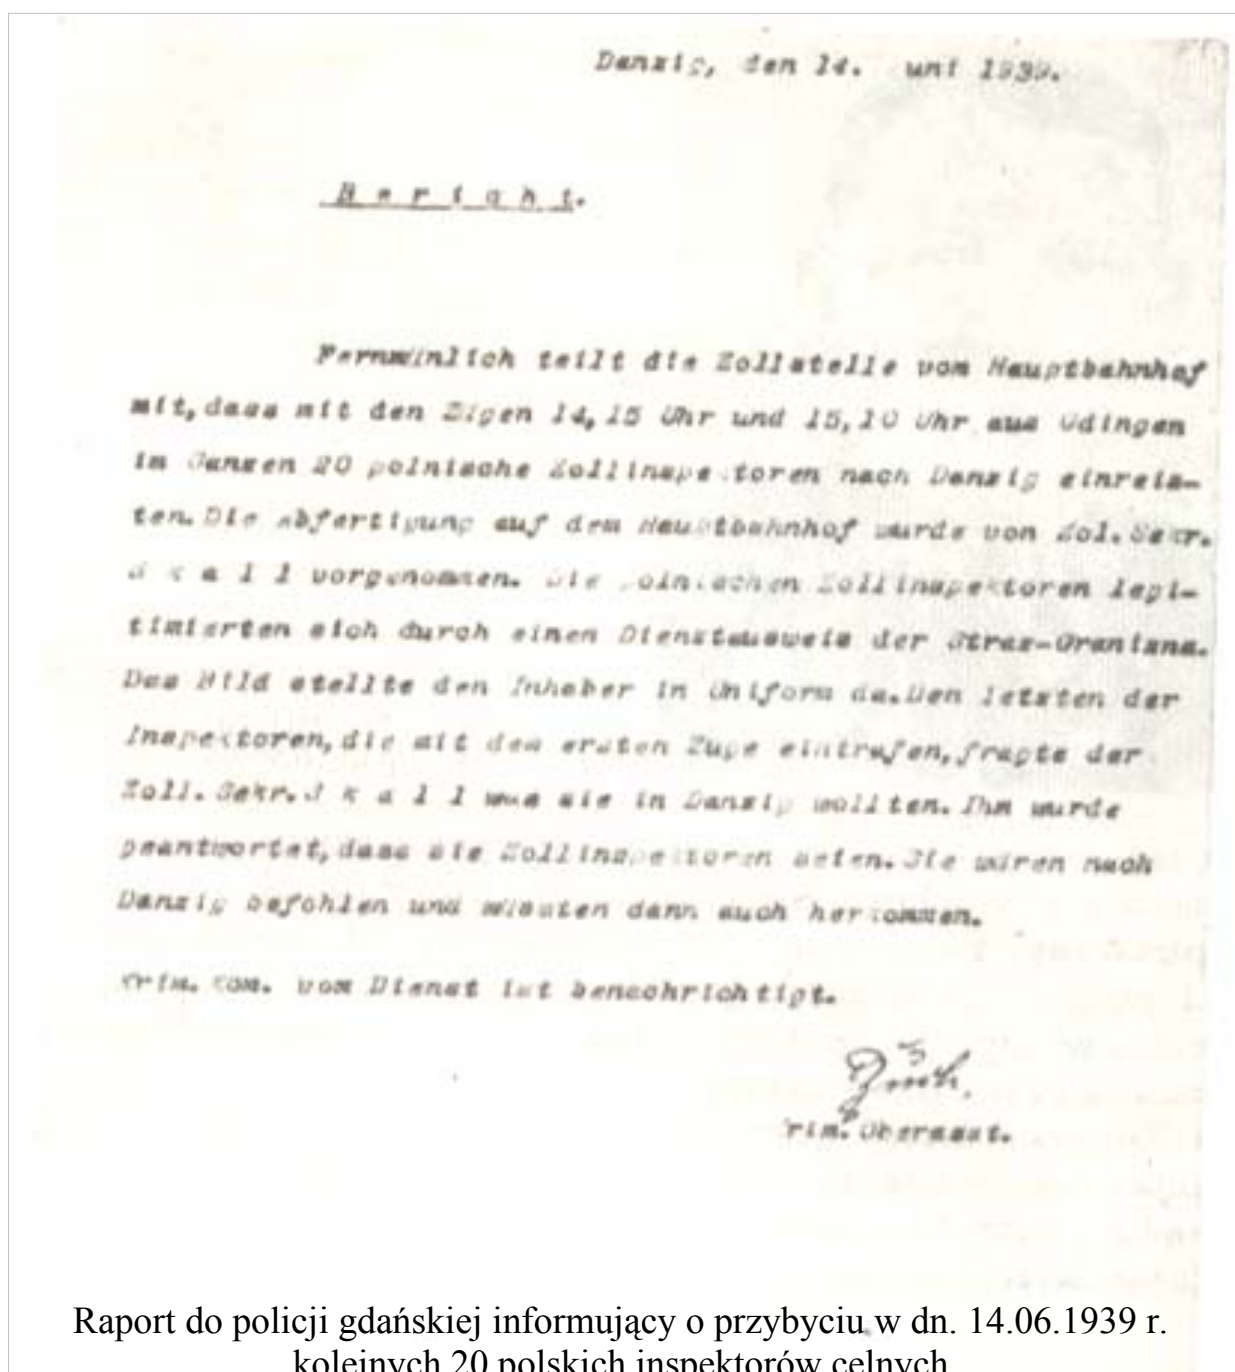 Danzig, den 14. uni 1939.
Bericht.
Fernmünlich teilt die Zollstelle vom Hauptbahnhof
mit, dass mit den Zügen 14,15 Uhr und 15,10 Uhr aus Gdingen
im Ganzen 20 polnische Zollinspektoren nach Danzig einreis-
ten. Die Abfertigung auf dem Hauptbahnhof wurde von Zol. Sekr.
S k a l l vorgenommen. Die polnischen Zollinspektoren legi-
timierten sich durch einen Dienstausweis der Straz-Granizna.
Das Bild stellte den Inhaber in Uniform da. Den letzten der
Inspektoren, die mit dem ersten Zuge eintrafen, fragte der
Zoll. Sekr. S k a l l was sie in Danzig wollten. Ihm wurde
geantwortet, dass sie Zollinspektoren seien. Sie wären nach
Danzig befohlen und müssten dann auch herkommen.
Krim. Kom. vom Dienst ist benachrichtigt.
Krim. Oberasst.
Raport do policji gdańskiej informujący o przybyciu w dn. 14.06.1939 r.
kolejnych 20 polskich inspektorów celnych